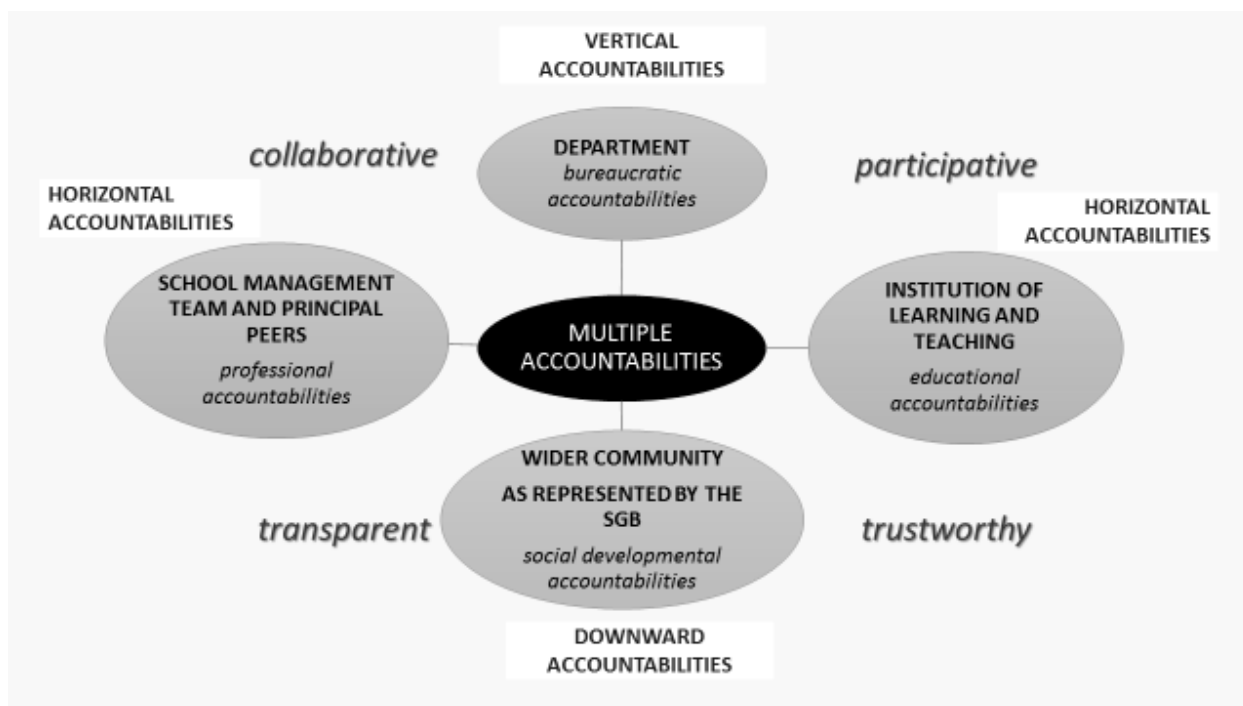 VERTICAL
ACCOUNTABILITIES
collaborative
DEPARTMENT
bureaucratic
accountabilities
participative
HORIZONTAL
ACCOUNTABILITIES
HORIZONTAL
ACCOUNTABILITIES
SCHOOL MANAGEMENT
TEAM AND PRINCIPAL
PEERS
professional
accountabilities
MULTIPLE
ACCOUNTABILITIES
INSTITUTION OF
LEARNING AND
TEACHING
educational
accountabilities
WIDER COMMUNITY
AS REPRESENTED BY THE
SGB
social developmental
accountabilities
transparent
trustworthy
DOWNWARD
ACCOUNTABILITIES